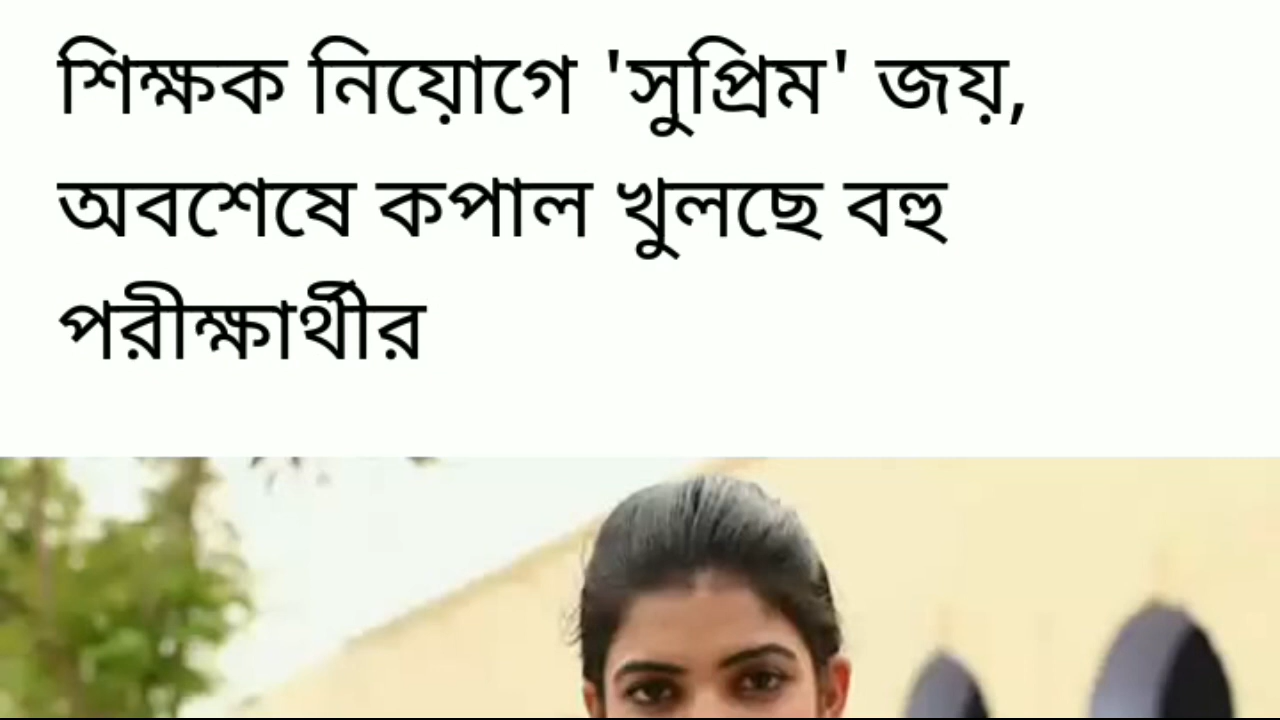 শিক্ষক নিয়োগে 'সুপ্রিম' জয়,
অবশেষে কপাল খুলছে বহু
পরীক্ষার্থীর